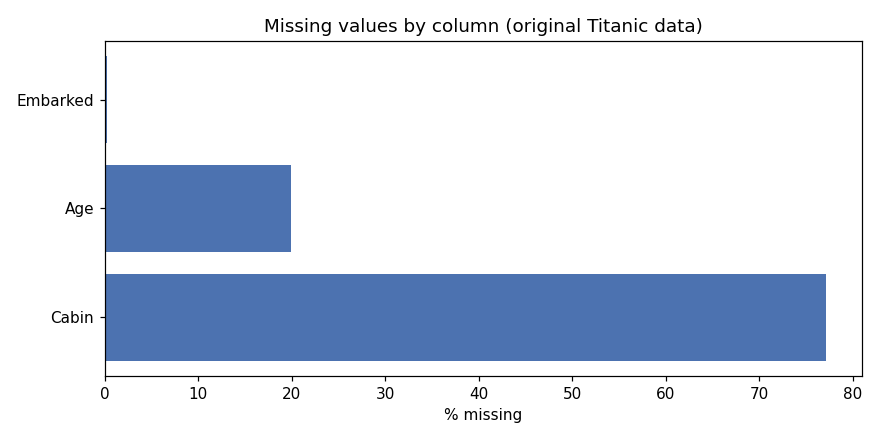 Missing values by column (original Titanic data)
Embarked
Age
Cabin
0 10 20 30 40 50 60 70 80
% missing